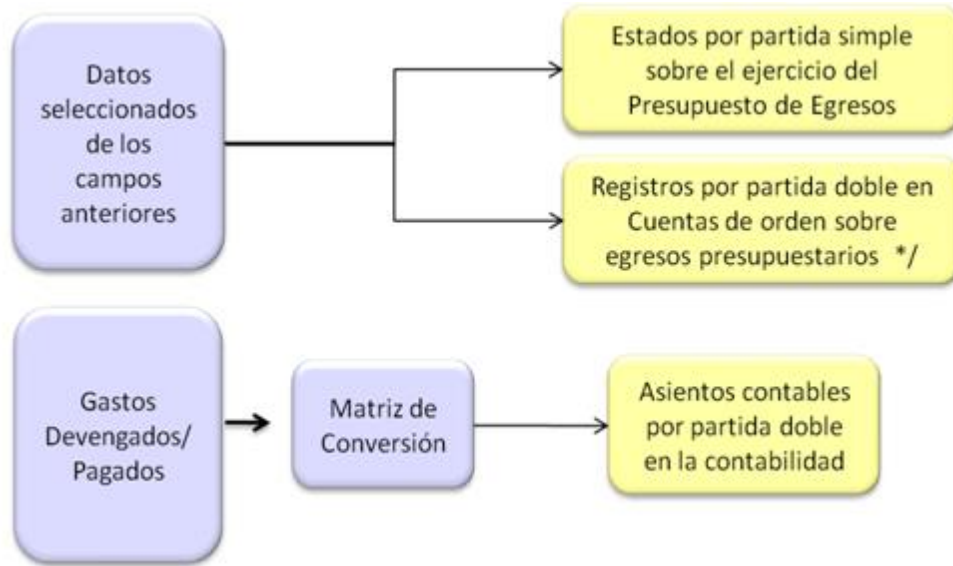 Datos
seleccionados
de los
campos
anteriores
Estados por partida simple
sobre el ejercicio del
Presupuesto de Egresos
Registros por partida doble en
Cuentas de orden sobre
egresos presupuestarios */
Gastos
Devengados/
Pagados
Matriz de
Conversión
Asientos contables
por partida doble
en la contabilidad